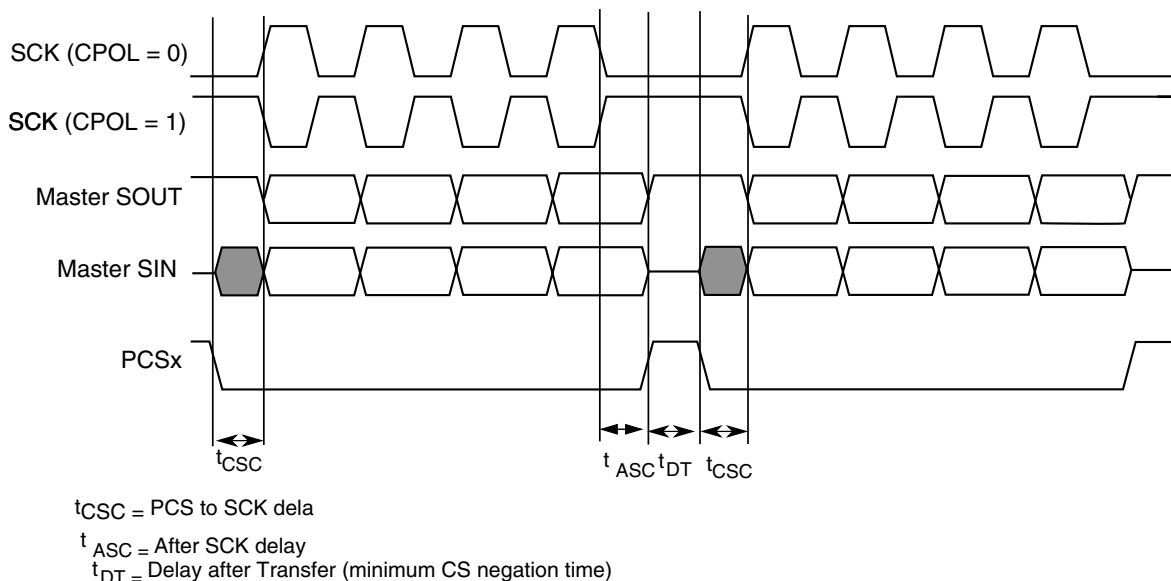 SCK (CPOL = 0)
SCK (CPOL = 1)
Master SOUT
Master SIN
PCSx
tCSC
t ASC
tDT
tCSC
tCSC = PCS to SCK dela
t ASC = After SCK delay
tDT = Delay after Transfer (minimum CS negation time)